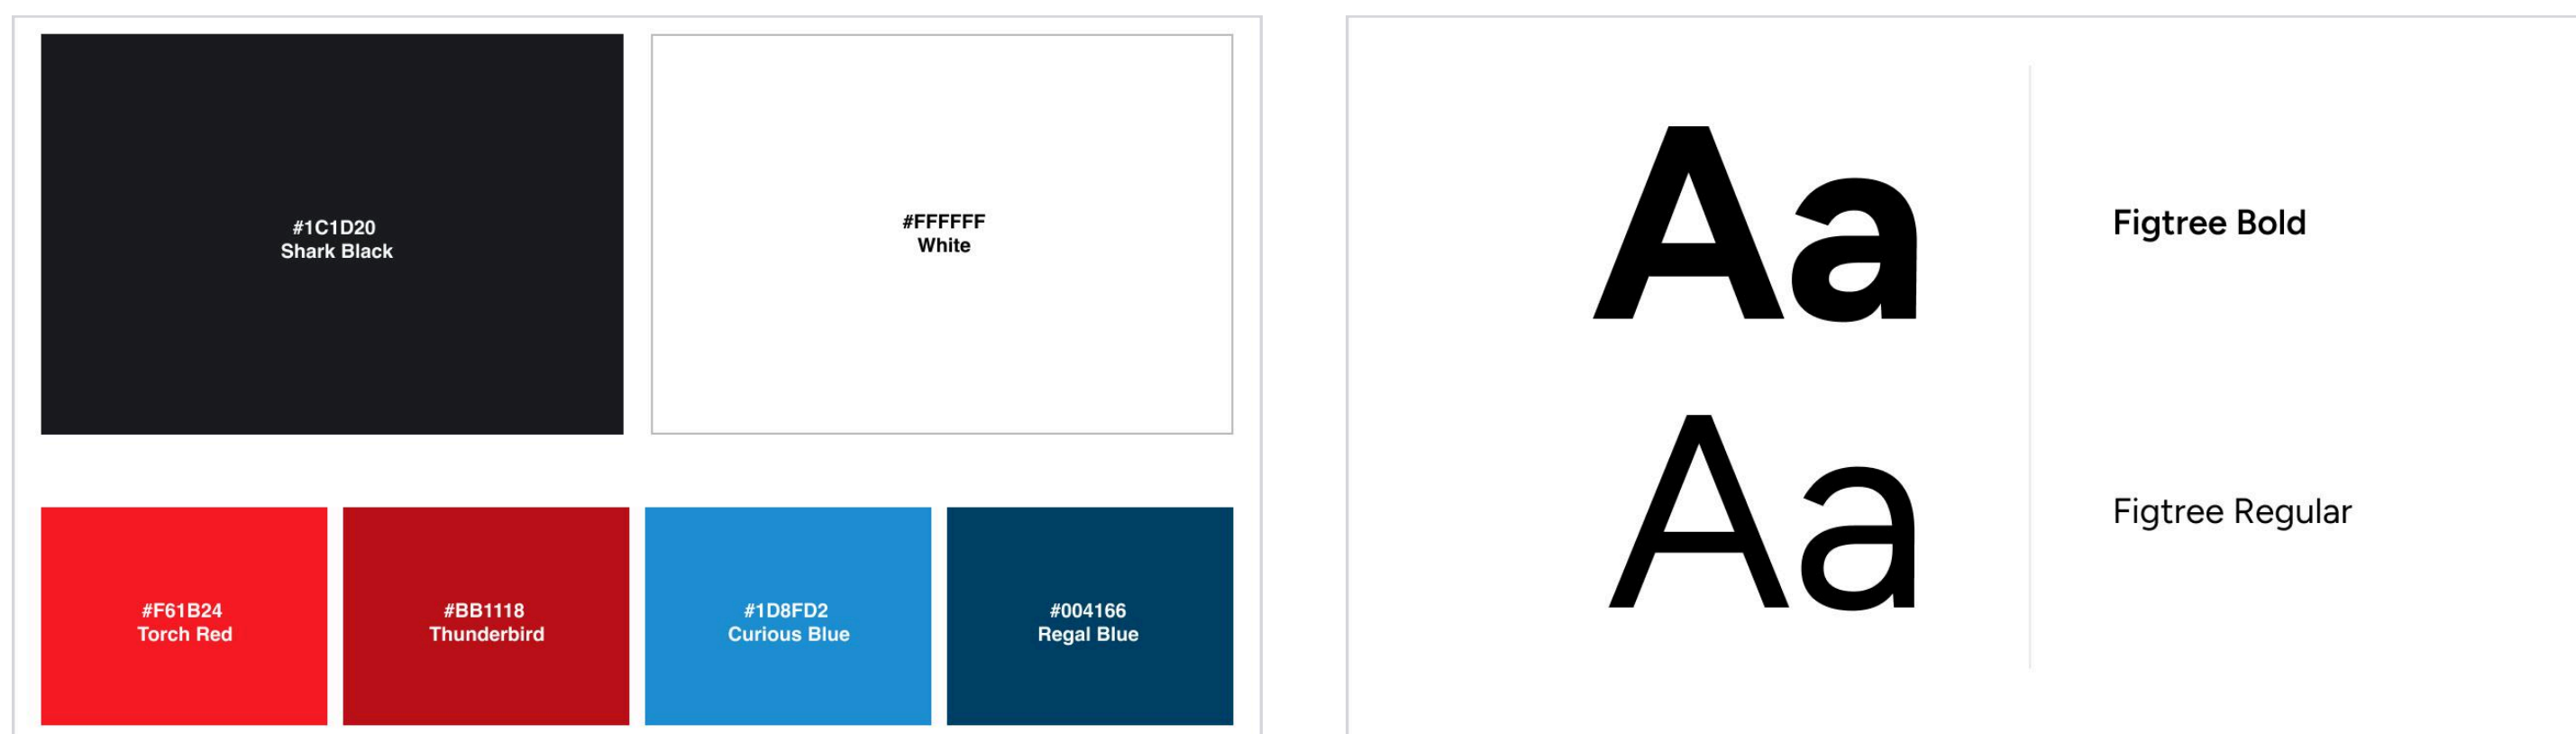 #1C1D20
Shark Black
#FFFFFF
White
#F61B24
Torch Red
#BB1118
Thunderbird
#1D8FD2
Curious Blue
#004166
Regal Blue
Aa
Figtree Bold
Aa
Figtree Regular